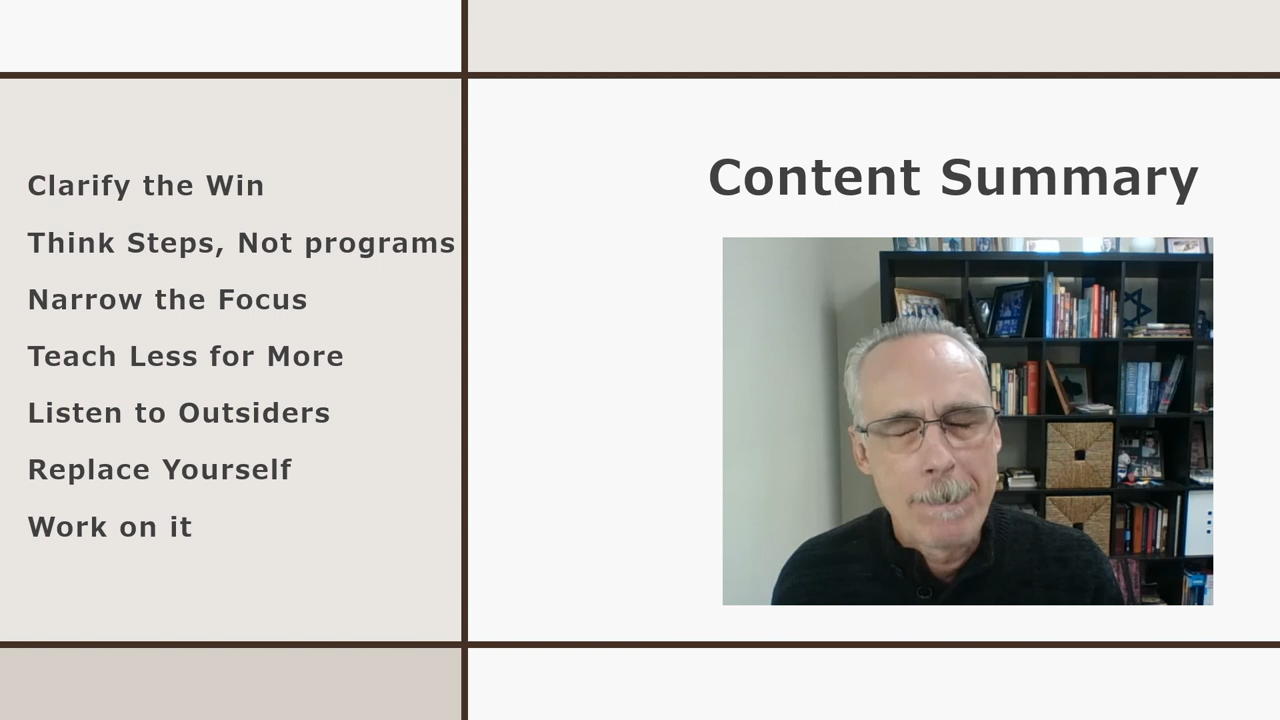 Content Summary
Clarify the Win
Think Steps, Not programs
Narrow the Focus
Teach Less for More
Listen to Outsiders
Replace Yourself
Work on it